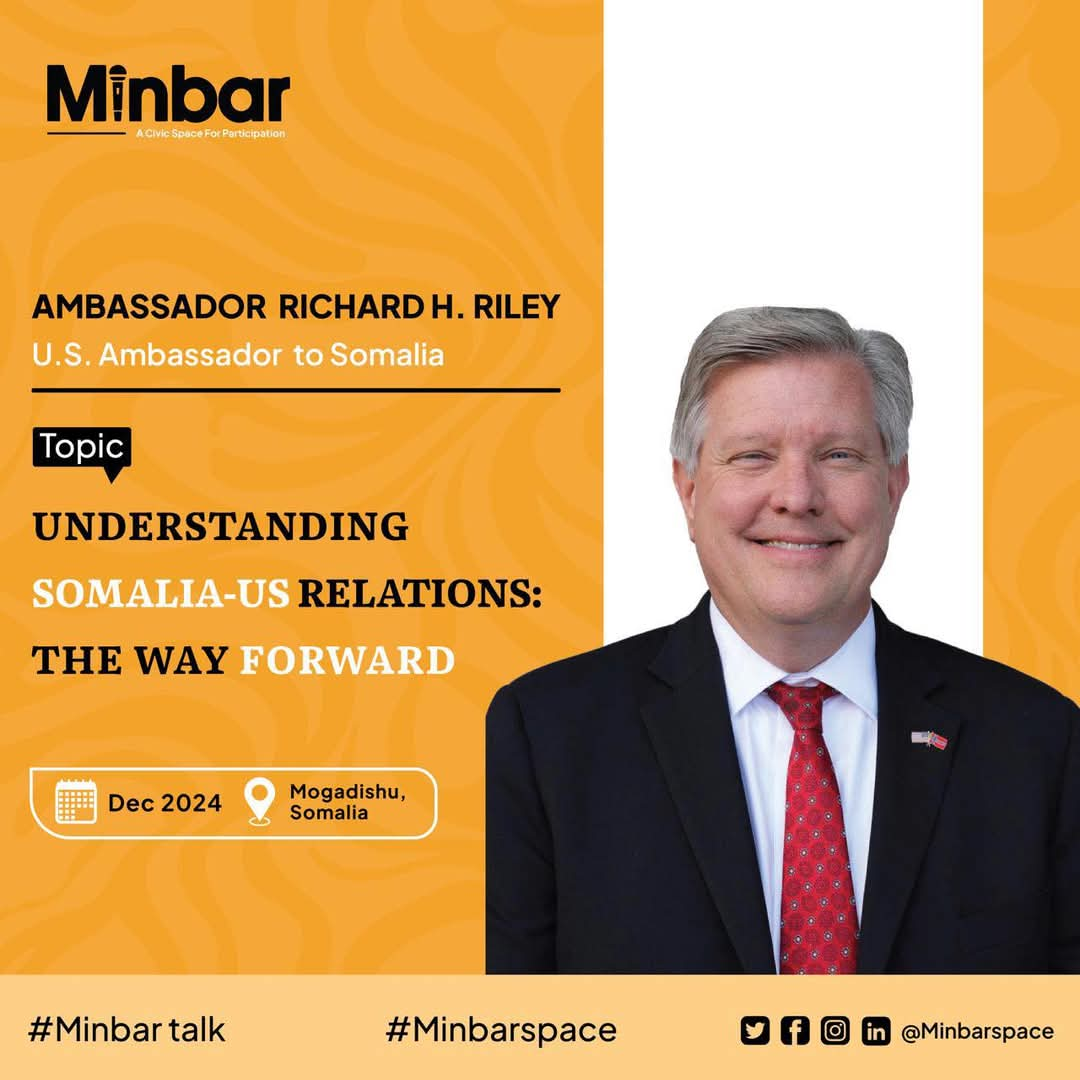 Minbar
A Civic Space For Participation
AMBASSADOR RICHARD H. RILEY
U.S. Ambassador to Somalia
Topic
UNDERSTANDING
SOMALIA-US RELATIONS:
THE WAY FORWARD
Dec 2024
Mogadishu,
Somalia
#Minbar talk
#Minbarspace
@Minbarspace